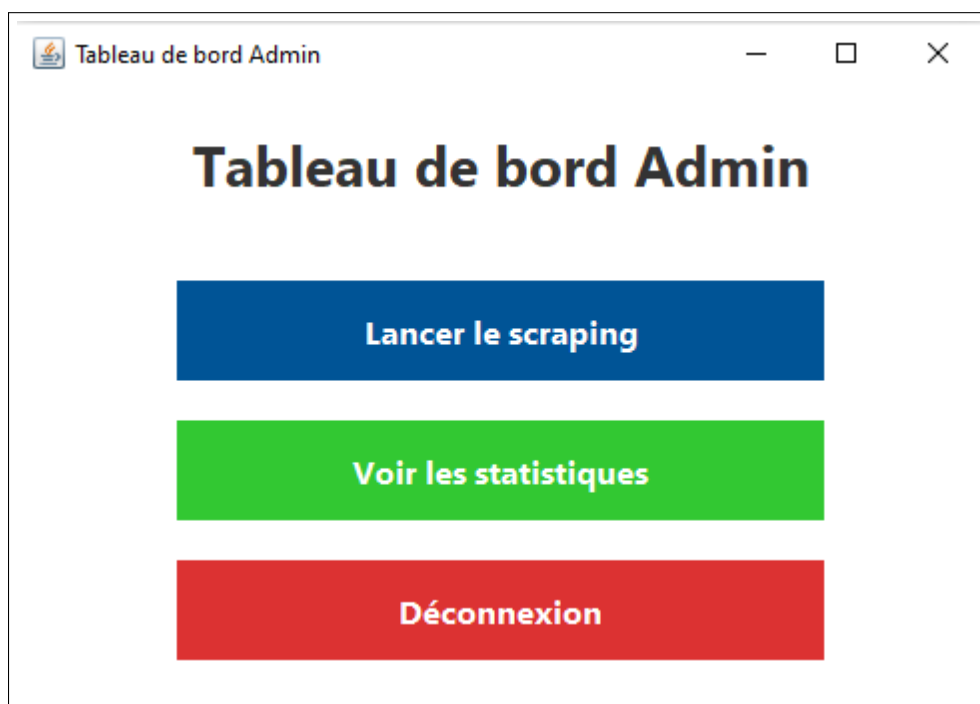 Tableau de bord Admin
Tableau de bord Admin
Lancer le scraping
Voir les statistiques
Déconnexion